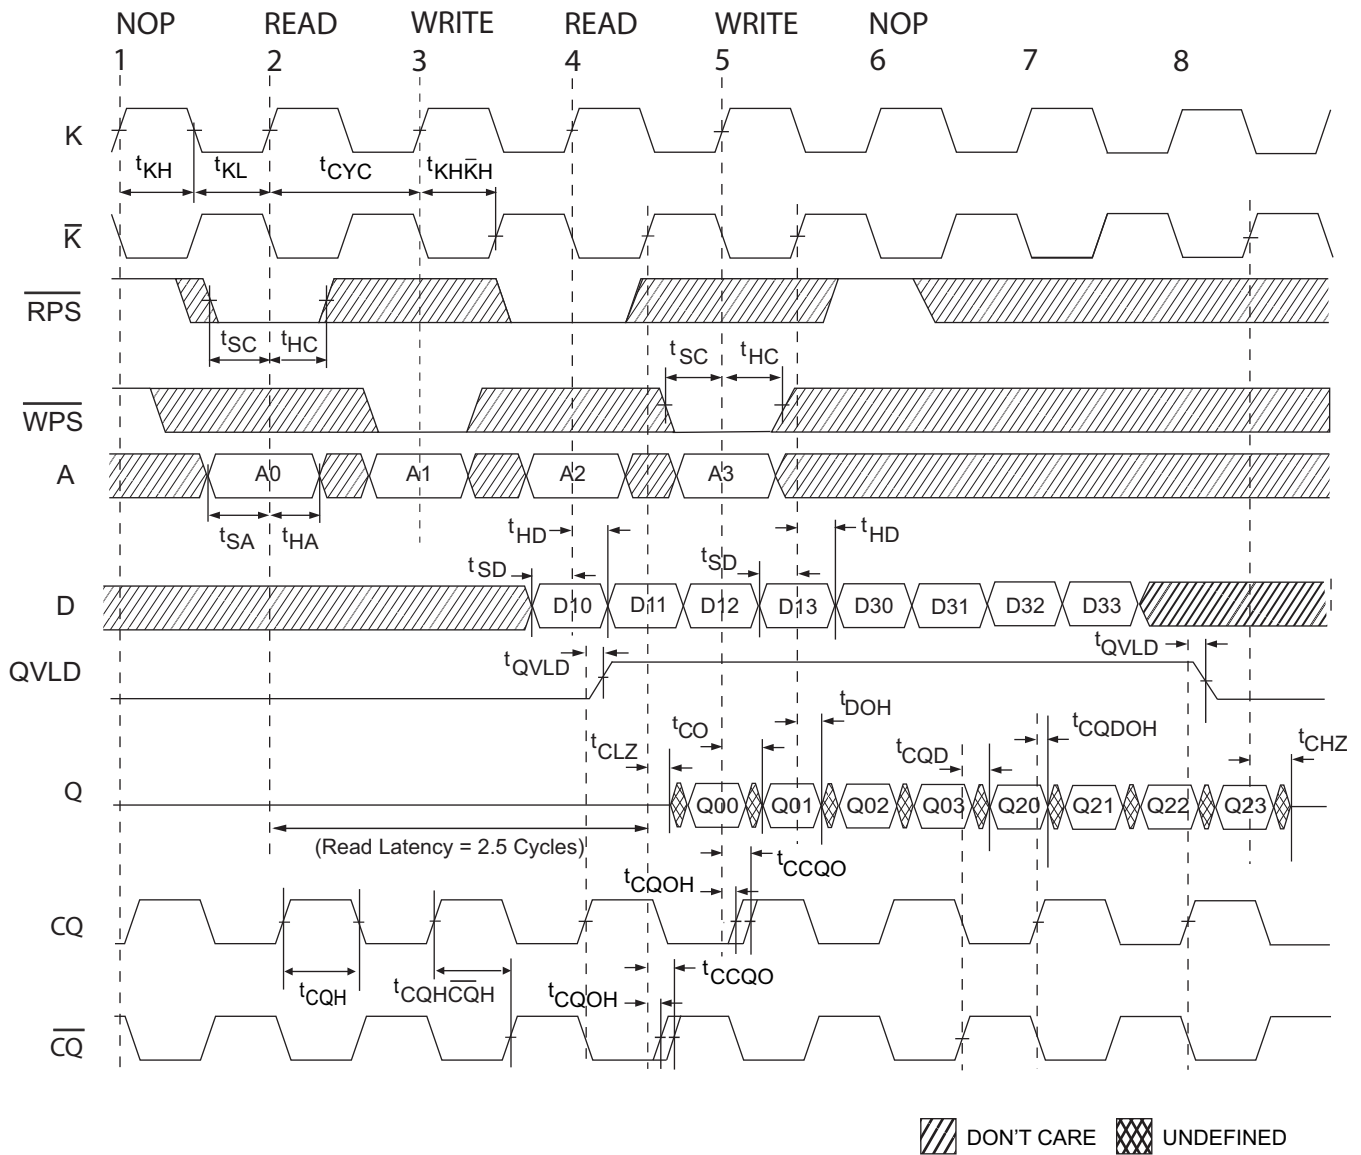 NOP READ WRITE READ WRITE NOP
1 2 3 4 5 6 7 8
K
tKH tKL tCYC tKHK̅H
K̅
R̅P̅S̅
tSC tHC
tSC tHC
W̅P̅S̅
A A0 A1 A2 A3
tSA tHA
tHD tHD
tSD tSD
D D10 D11 D12 D13 D30 D31 D32 D33
QVLD tQVLD tQVLD
tCO tDOH tCQDOH
tCLZ tCQD tCHZ
Q Q00 Q01 Q02 Q03 Q20 Q21 Q22 Q23
(Read Latency = 2.5 Cycles)
tCQOH tCCQO
CQ
tCQH tCQHC̅Q̅H tCQOH tCCQO
C̅Q̅
DON'T CARE UNDEFINED